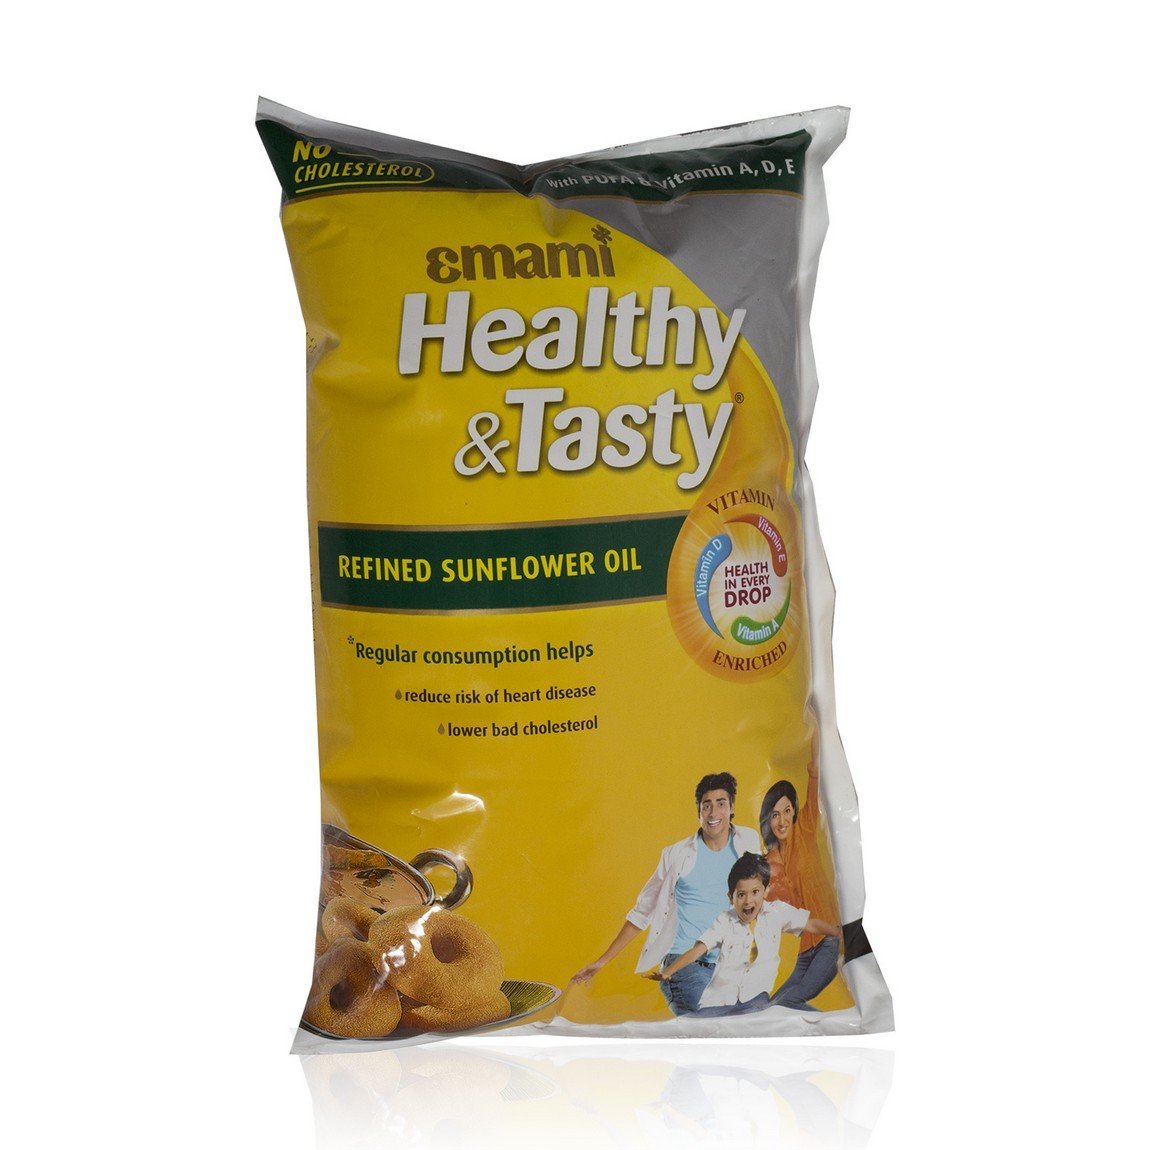 NO
CHOLESTEROL
With PUFA & Vitamin A, D, E
emami
Healthy
& Tasty®
REFINED SUNFLOWER OIL
*Regular consumption helps
reduce risk of heart disease
lower bad cholesterol
VITAMIN
Vitamin D
Vitamin E
HEALTH
IN EVERY
DROP
Vitamin A
ENRICHED